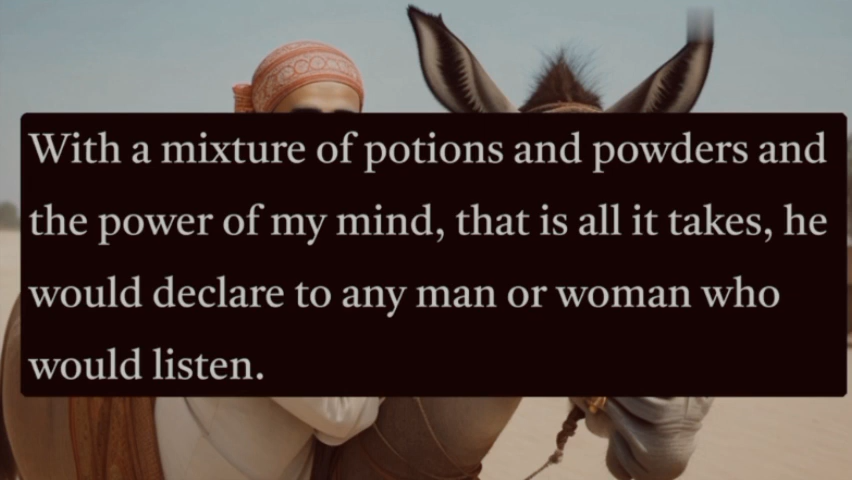 With a mixture of potions and powders and
the power of my mind, that is all it takes, he
would declare to any man or woman who
would listen.